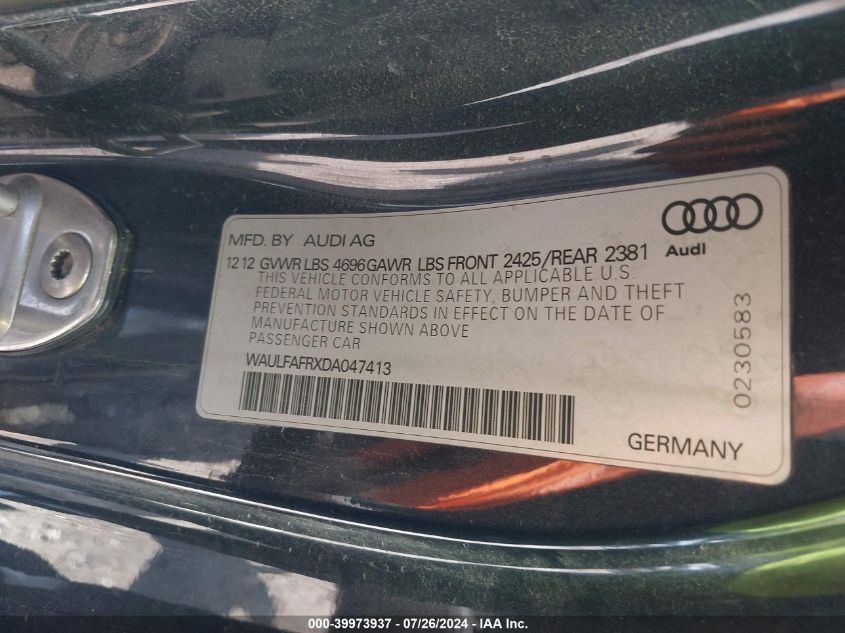 MFD. BY AUDI AG
12 12 GVWR LBS 4696 GAWR LBS FRONT 2425/REAR 2381
THIS VEHICLE CONFORMS TO ALL APPLICABLE U.S.
FEDERAL MOTOR VEHICLE SAFETY, BUMPER AND THEFT
PREVENTION STANDARDS IN EFFECT ON THE DATE OF
MANUFACTURE SHOWN ABOVE
PASSENGER CAR
WAULFAFRXDA047413
Audi
0230583
GERMANY
000-39973937 / 07/26/2024 / IAA Inc.